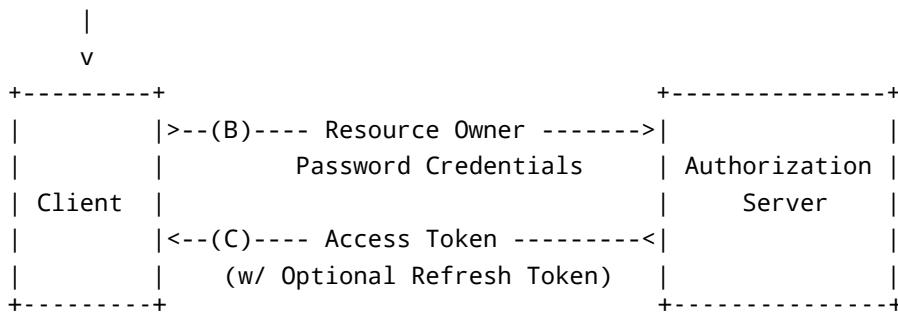 |
     v
+---------+                                  +---------------+
|         |>--(B)---- Resource Owner ------->|               |
|         |         Password Credentials     | Authorization |
| Client  |                                  |     Server    |
|         |<--(C)---- Access Token ---------<|               |
|         |    (w/ Optional Refresh Token)   |               |
+---------+                                  +---------------+